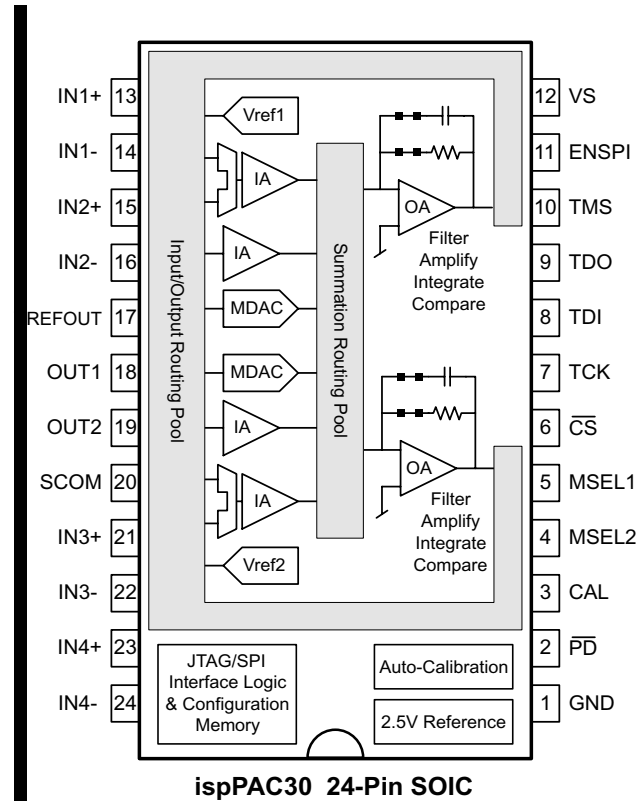 IN1+ 13
IN1- 14
IN2+ 15
IN2- 16
REFOUT 17
OUT1 18
OUT2 19
SCOM 20
IN3+ 21
IN3- 22
IN4+ 23
IN4- 24
Input/Output Routing Pool
Vref1
IA
IA
MDAC
MDAC
IA
IA
Vref2
Summation Routing Pool
OA
Filter
Amplify
Integrate
Compare
OA
Filter
Amplify
Integrate
Compare
JTAG/SPI
Interface Logic
& Configuration
Memory
Auto-Calibration
2.5V Reference
12 VS
11 ENSPI
10 TMS
9 TDO
8 TDI
7 TCK
6 C̅S̅
5 MSEL1
4 MSEL2
3 CAL
2 P̅D̅
1 GND
ispPAC30 24-Pin SOIC